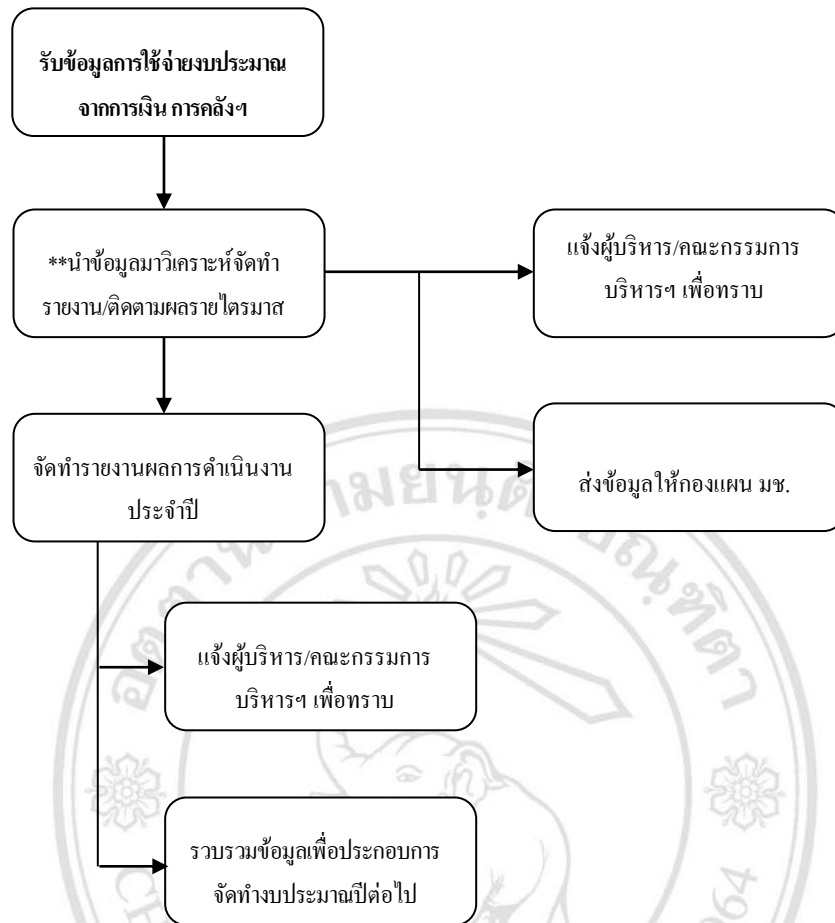 รับข้อมูลการใช้จ่ายงบประมาณ
จากการเงิน การคลังฯ
**นำข้อมูลมาวิเคราะห์จัดทำ
รายงาน/ติดตามผลรายไตรมาส
แจ้งผู้บริหาร/คณะกรรมการ
บริหารฯ เพื่อทราบ
จัดทำรายงานผลการดำเนินงาน
ประจำปี
ส่งข้อมูลให้กองแผน มช.
แจ้งผู้บริหาร/คณะกรรมการ
บริหารฯ เพื่อทราบ
รวบรวมข้อมูลเพื่อประกอบการ
จัดทำงบประมาณปีต่อไป